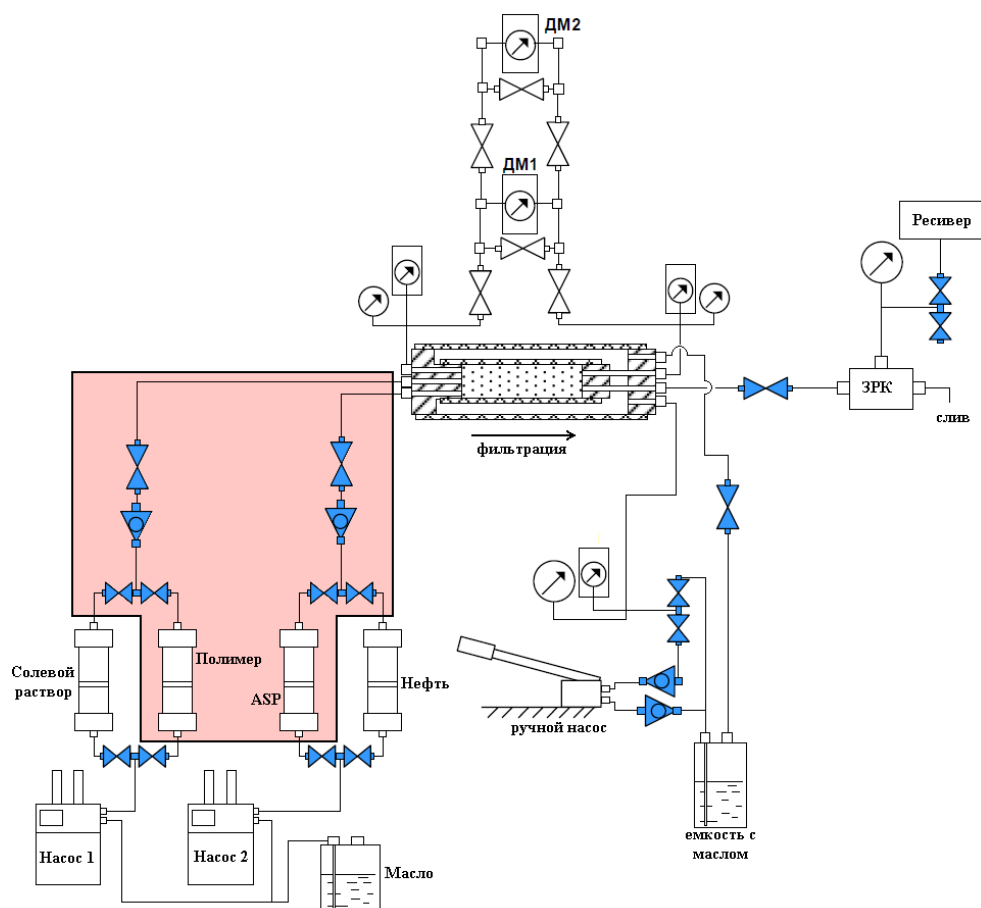 ДМ2
ДМ1
Ресивер
ЗРК
слив
фильтрация
Солевой
раствор
Полимер
ASP
Нефть
ручной насос
емкость с
маслом
Насос 1
Насос 2
Масло